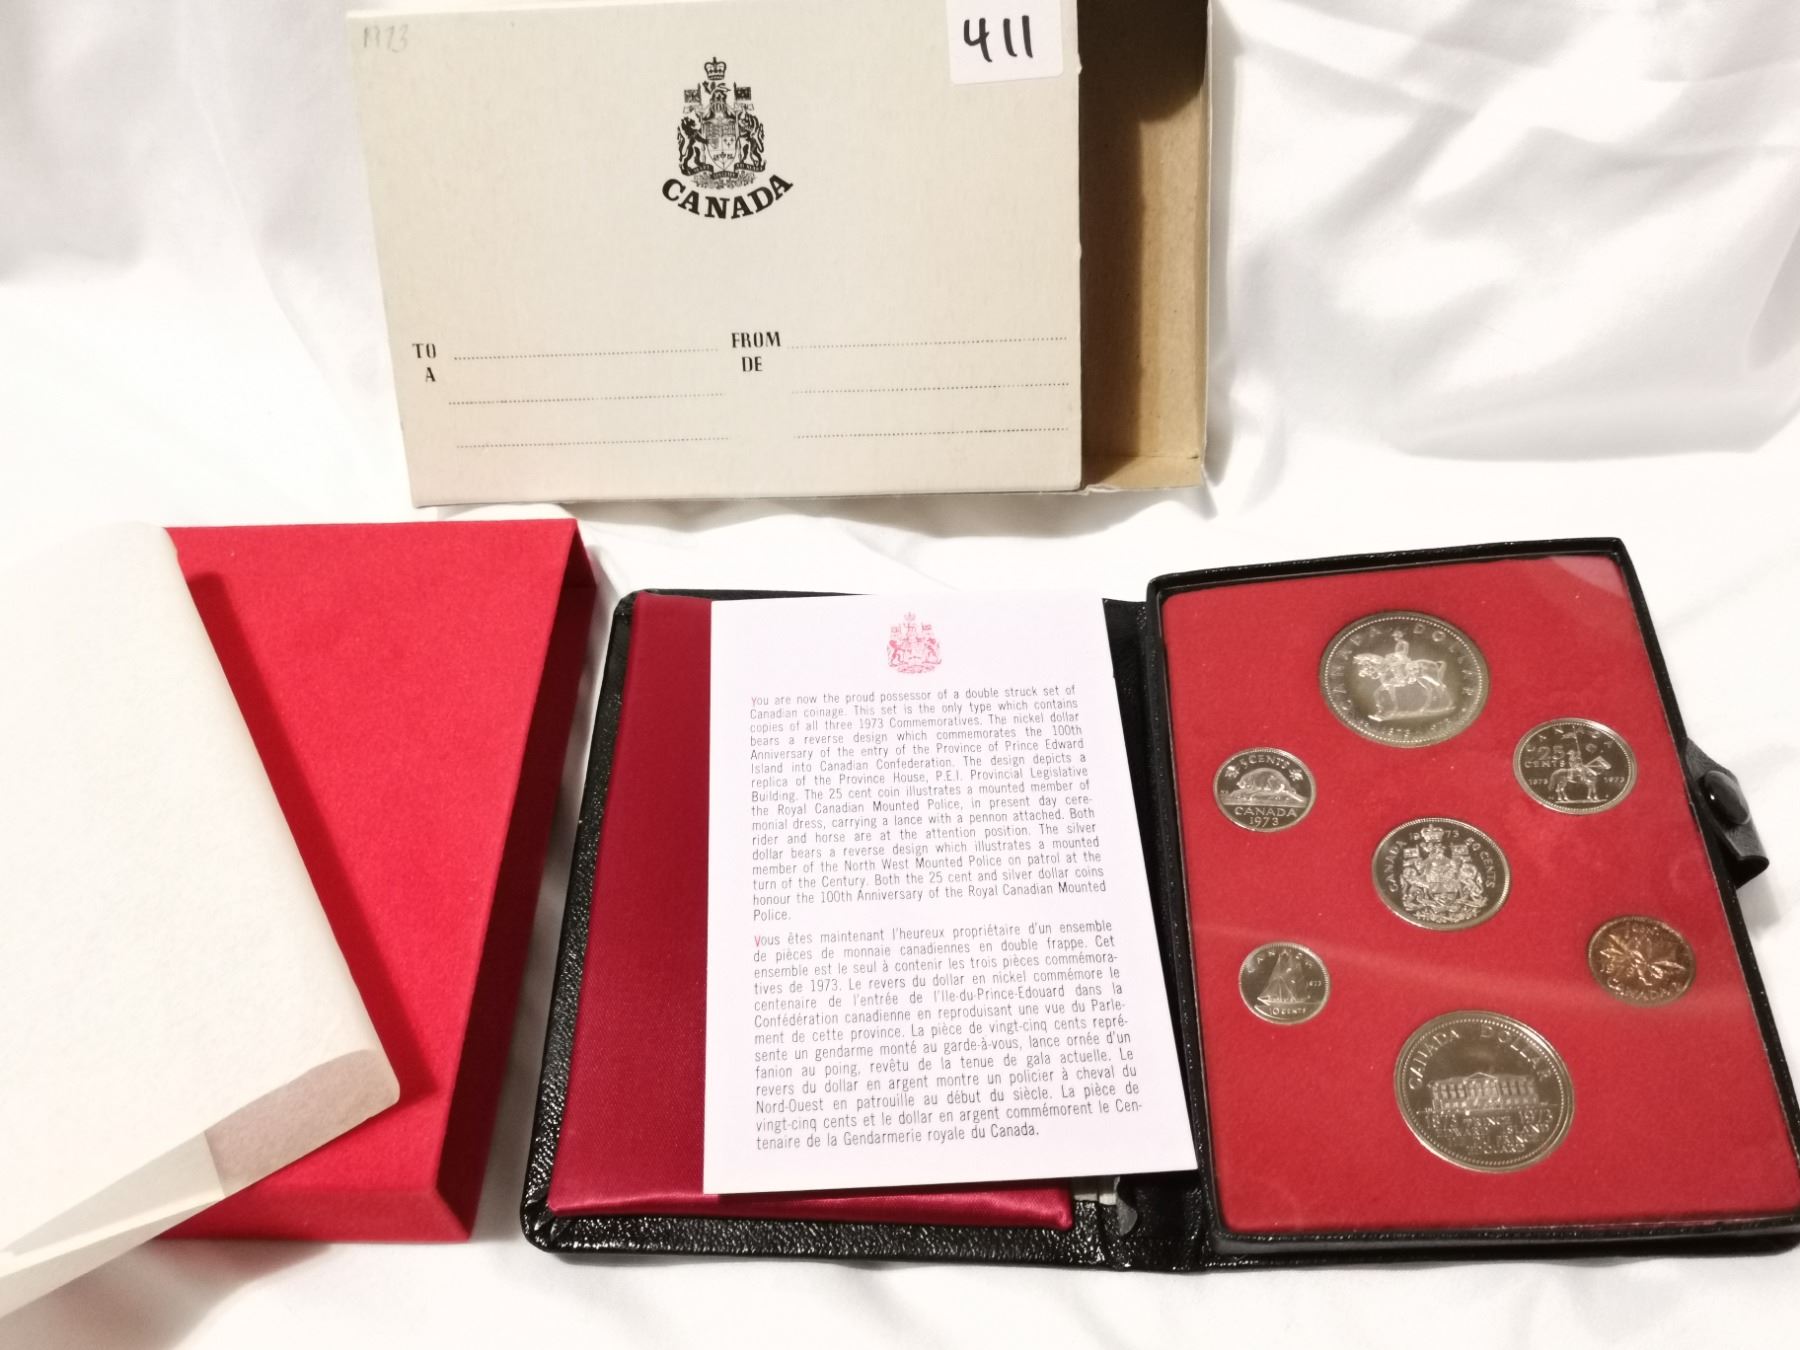 1973
411
CANADA
TO
A
FROM
DE
You are now the proud possessor of a double struck set of
Canadian coinage. This set is the only type which contains
copies of all three 1973 Commemoratives. The nickel dollar
bears a reverse design which commemorates the 100th
Anniversary of the entry of the Province of Prince Edward
Island into Canadian Confederation. The design depicts a
replica of the Province House, P.E.I. Provincial Legislative
Building. The 25 cent coin illustrates a mounted member of
the Royal Canadian Mounted Police, in present day cere-
monial dress, carrying a lance with a pennon attached. Both
rider and horse are at the attention position. The silver
dollar bears a reverse design which illustrates a mounted
member of the North West Mounted Police on patrol at the
turn of the Century. Both the 25 cent and silver dollar coins
honour the 100th Anniversary of the Royal Canadian Mounted
Police.
Vous êtes maintenant l'heureux propriétaire d'un ensemble
de pièces de monnaie canadiennes en double frappe. Cet
ensemble est le seul à contenir les trois pièces commémora-
tives de 1973. Le revers du dollar en nickel commémore le
centenaire de l'entrée de l'Ile-du-Prince-Edouard dans la
Confédération canadienne en reproduisant une vue du Parle-
ment de cette province. La pièce de vingt-cinq cents repré-
sente un gendarme monté au garde-à-vous, lance ornée d'un
fanion au poing, revêtu de la tenue de gala actuelle. Le
revers du dollar en argent montre un policier à cheval du
Nord-Ouest en patrouille au début du siècle. La pièce de
vingt-cinq cents et le dollar en argent commémorent le Cen-
tenaire de la Gendarmerie royale du Canada.
CANADA DOLLAR
1873 1973
5 CENTS
CANADA
1973
CANADA
25
CENTS
1873 1973
1973
CANADA 50 CENTS
CANADA
1973
10 CENTS
1 CENT
CANADA
CANADA DOLLAR
1873 1973
PRINCE